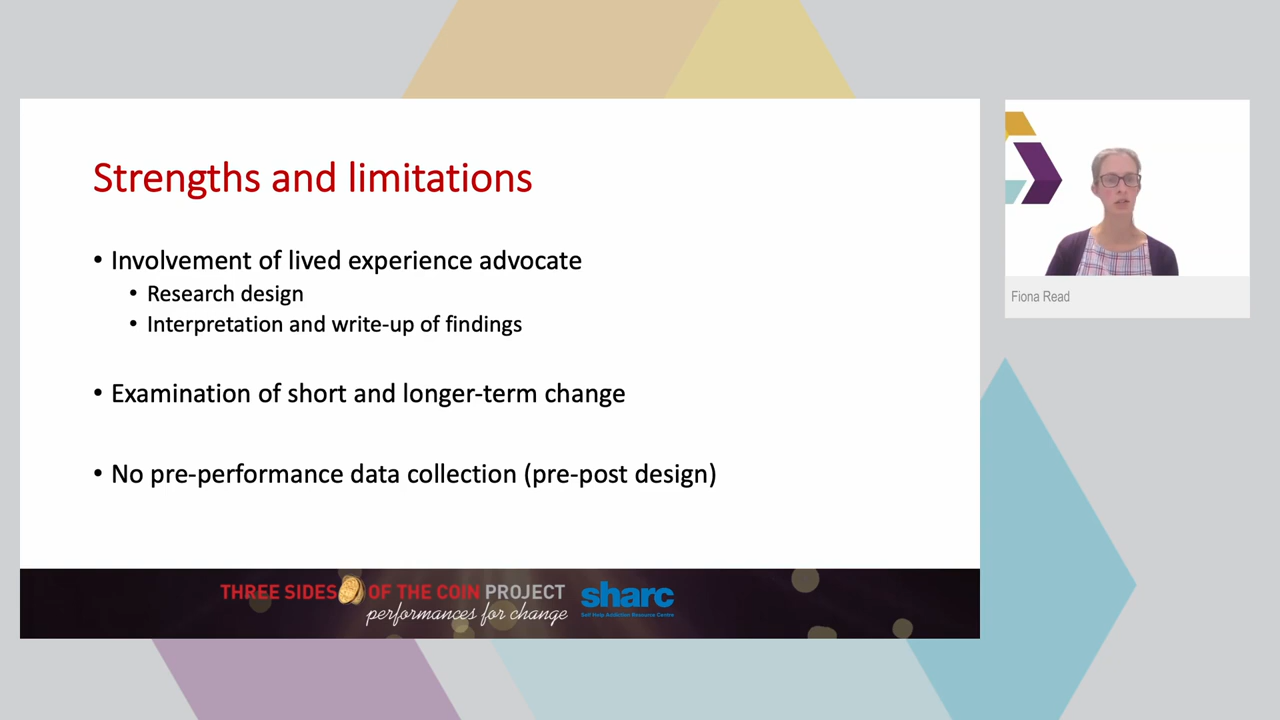 Strengths and limitations
• Involvement of lived experience advocate
• Research design
• Interpretation and write-up of findings
• Examination of short and longer-term change
• No pre-performance data collection (pre-post design)
THREE SIDES OF THE COIN PROJECT
performances for change
sharc
Self Help Addiction Resource Centre
Fiona Read